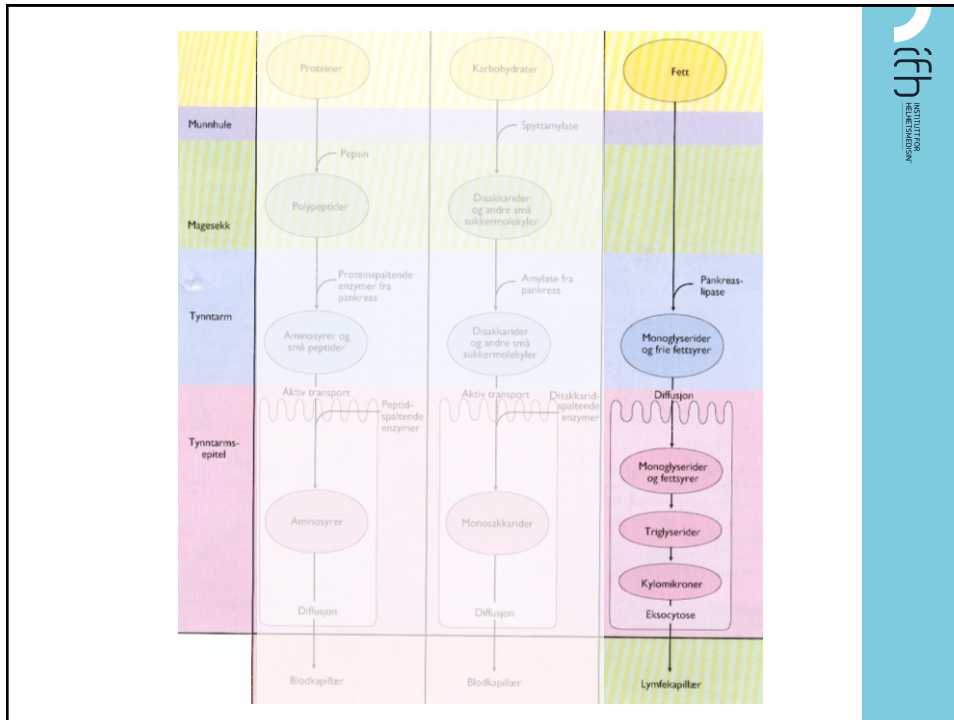 Proteiner
Karbohydrater
Fett
Munnhule
Spyttamylase
Pepsin
Magesekk
Polypeptider
Disakkarider
og andre små
sukkermolekyler
Tynntarm
Proteinspaltende
enzymer fra
pankreas
Amylase fra
pankreas
Pankreas-
lipase
Aminosyrer og
små peptider
Disakkarider
og andre små
sukkermolekyler
Monoglyserider
og frie fettsyrer
Tynntarms-
epitel
Aktiv transport
Aktiv transport
Diffusjon
Peptid-
spaltende
enzymer
Disakkarid-
spaltende
enzymer
Monoglyserider
og fettsyrer
Aminosyrer
Monosakkarider
Triglyserider
Kylomikroner
Diffusjon
Diffusjon
Eksocytose
Blodkapillær
Blodkapillær
Lymfekapillær
ifh
INSTITUTT FOR
HELHETSMEDISIN